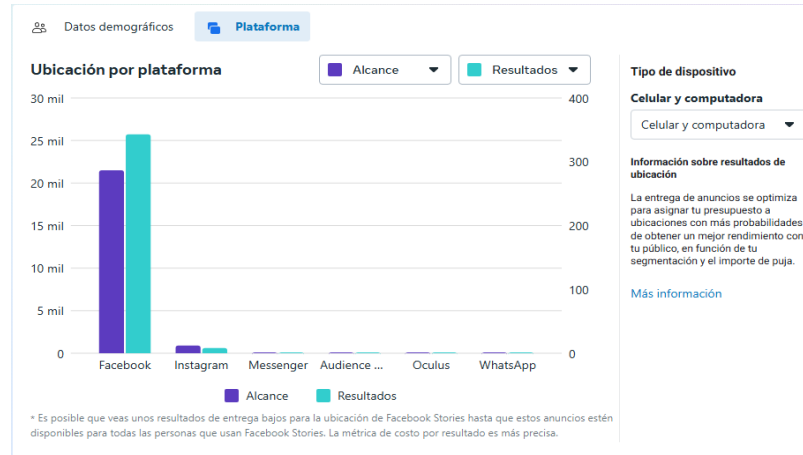 Datos demográficos
Plataforma
Ubicación por plataforma
Alcance
Resultados
30 mil
25 mil
20 mil
15 mil
10 mil
5 mil
0
400
300
200
100
0
Facebook
Instagram
Messenger
Audience ...
Oculus
WhatsApp
Alcance
Resultados
* Es posible que veas unos resultados de entrega bajos para la ubicación de Facebook Stories hasta que estos anuncios estén
disponibles para todas las personas que usan Facebook Stories. La métrica de costo por resultado es más precisa.
Tipo de dispositivo
Celular y computadora
Celular y computadora
Información sobre resultados de
ubicación
La entrega de anuncios se optimiza
para asignar tu presupuesto a
ubicaciones con más probabilidades
de obtener un mejor rendimiento con
tu público, en función de tu
segmentación y el importe de puja.
Más información